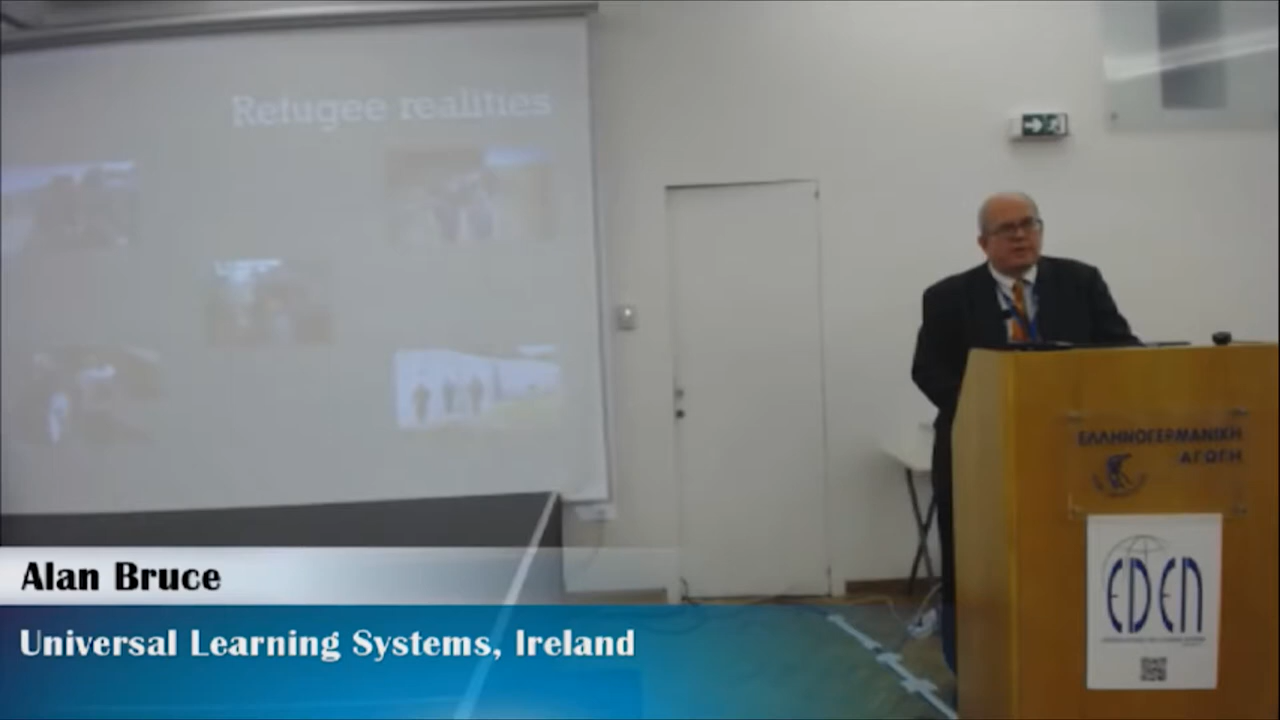 Refugee realities
ΕΛΛΗΝΟΓΕΡΜΑΝΙΚΗ
ΑΓΩΓΗ
EDEN
Alan Bruce
Universal Learning Systems, Ireland